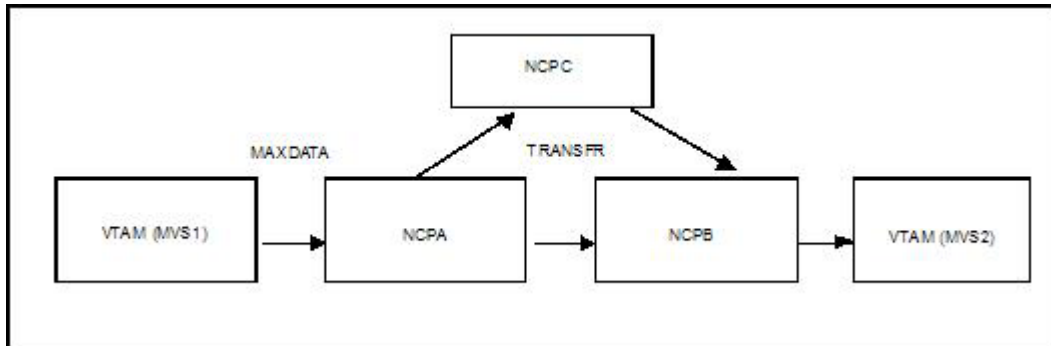 NCPC
MAXDATA
TRANSFR
VTAM (MVS1)
NCPA
NCPB
VTAM (MVS2)